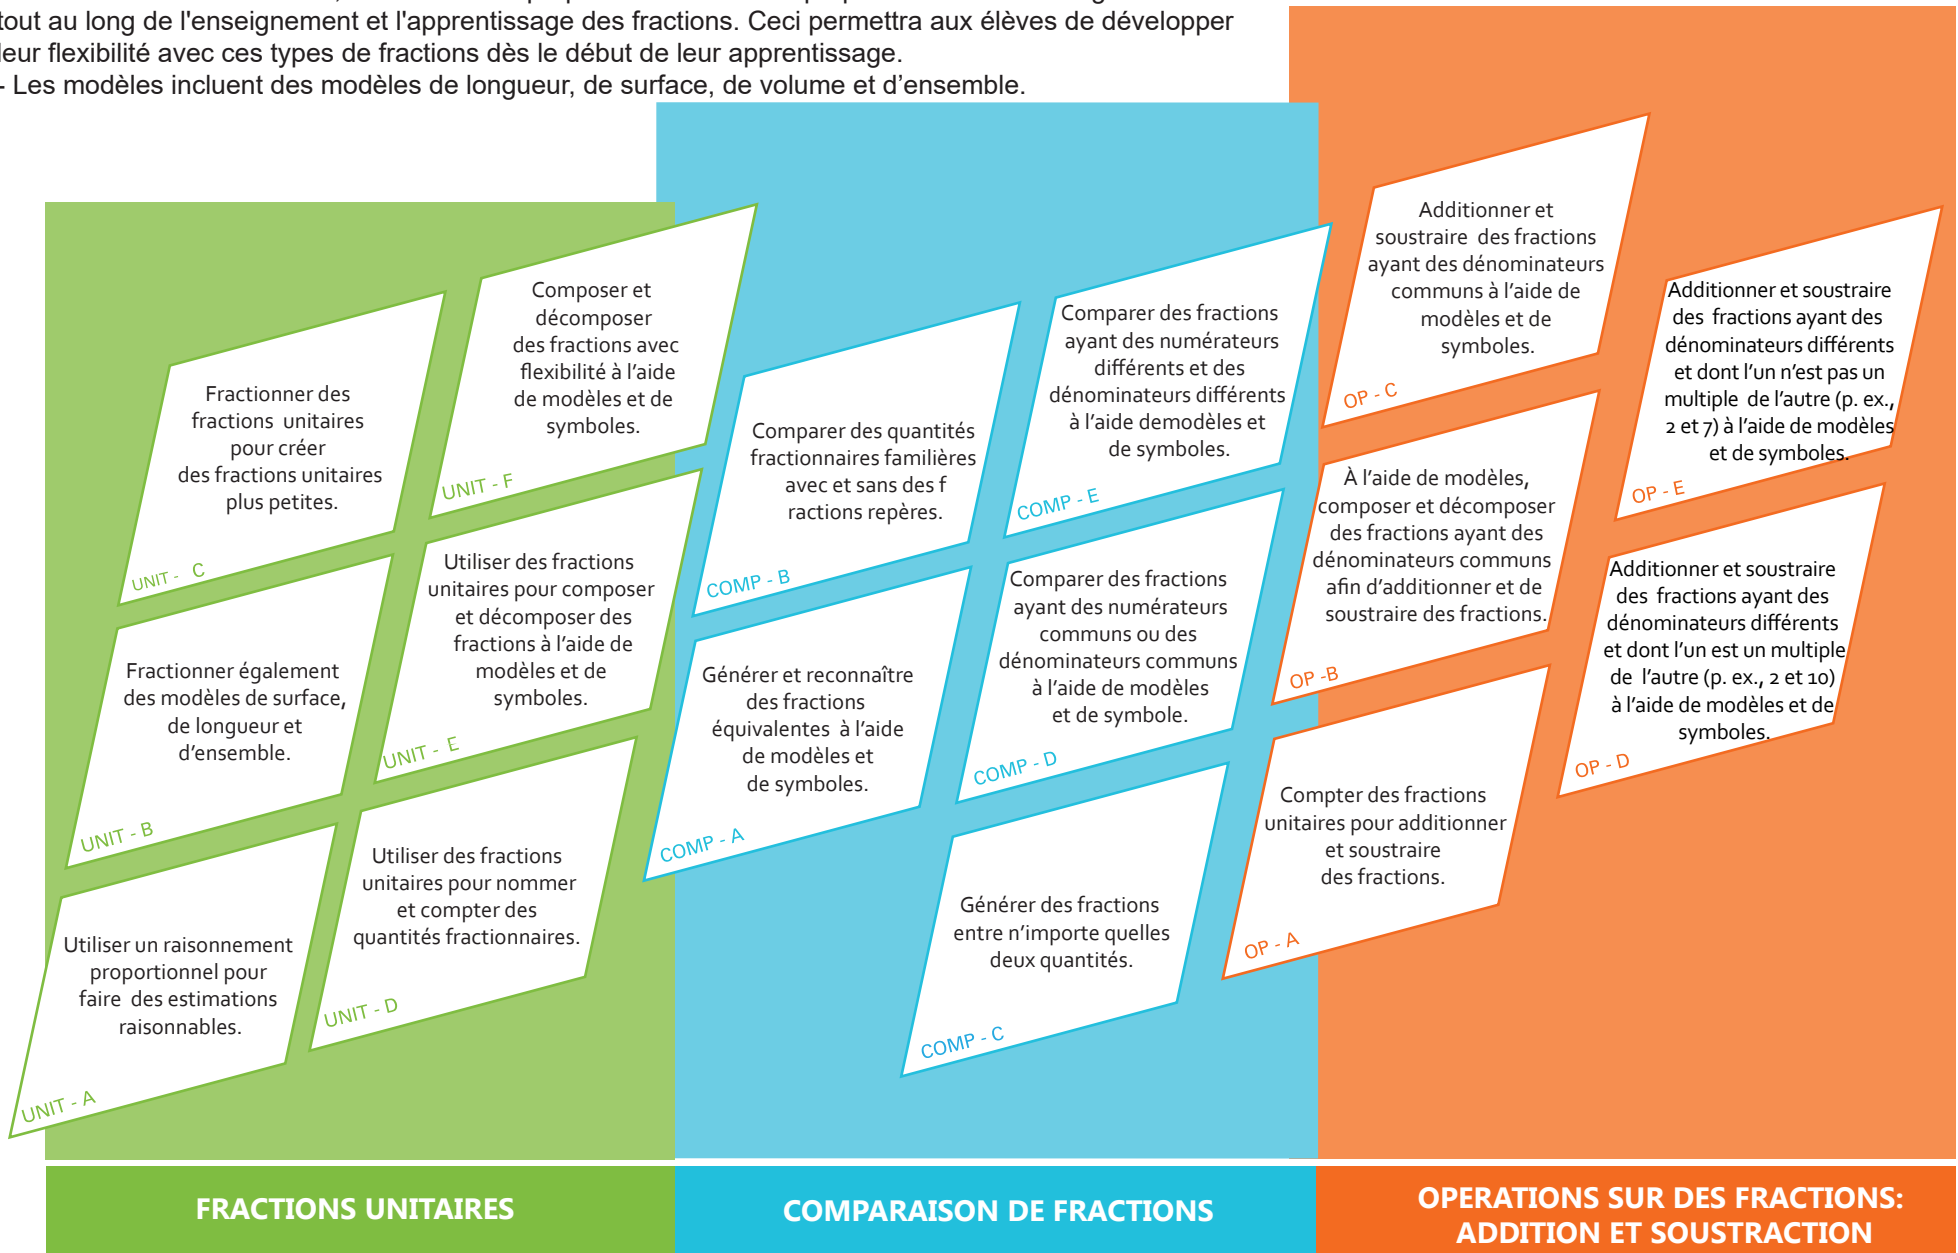 tout au long de l'enseignement et l'apprentissage des fractions. Ceci permettra aux élèves de développer
leur flexibilité avec ces types de fractions dès le début de leur apprentissage.
- Les modèles incluent des modèles de longueur, de surface, de volume et d'ensemble.
Fractionner des
fractions unitaires
pour créer
des fractions unitaires
plus petites.
UNIT - C
Composer et
décomposer
des fractions avec
flexibilité à l'aide
de modèles et de
symboles.
UNIT - F
Fractionner également
des modèles de surface,
de longueur et
d'ensemble.
UNIT - B
Utiliser des fractions
unitaires pour composer
et décomposer des
fractions à l'aide de
modèles et de
symboles.
UNIT - E
Utiliser un raisonnement
proportionnel pour
faire des estimations
raisonnables.
UNIT - A
Utiliser des fractions
unitaires pour nommer
et compter des
quantités fractionnaires.
UNIT - D
Comparer des quantités
fractionnaires familières
avec et sans des f
ractions repères.
COMP - B
Comparer des fractions
ayant des numérateurs
différents et des
dénominateurs différents
à l'aide demodèles et
de symboles.
COMP - E
Générer et reconnaître
des fractions
équivalentes à l'aide
de modèles et
de symboles.
COMP - A
Comparer des fractions
ayant des numérateurs
communs ou des
dénominateurs communs
à l'aide de modèles
et de symbole.
COMP - D
Générer des fractions
entre n'importe quelles
deux quantités.
COMP - C
Additionner et
soustraire des fractions
ayant des dénominateurs
communs à l'aide de
modèles et de
symboles.
OP - C
Additionner et soustraire
des fractions ayant des
dénominateurs différents
et dont l'un n'est pas un
multiple de l'autre (p. ex.,
2 et 7) à l'aide de modèles
et de symboles.
OP - E
À l'aide de modèles,
composer et décomposer
des fractions ayant des
dénominateurs communs
afin d'additionner et de
soustraire des fractions.
OP -B
Additionner et soustraire
des fractions ayant des
dénominateurs différents
et dont l'un est un multiple
de l'autre (p. ex., 2 et 10)
à l'aide de modèles et de
symboles.
OP - D
Compter des fractions
unitaires pour additionner
et soustraire
des fractions.
OP - A
FRACTIONS UNITAIRES
COMPARAISON DE FRACTIONS
OPERATIONS SUR DES FRACTIONS:
ADDITION ET SOUSTRACTION